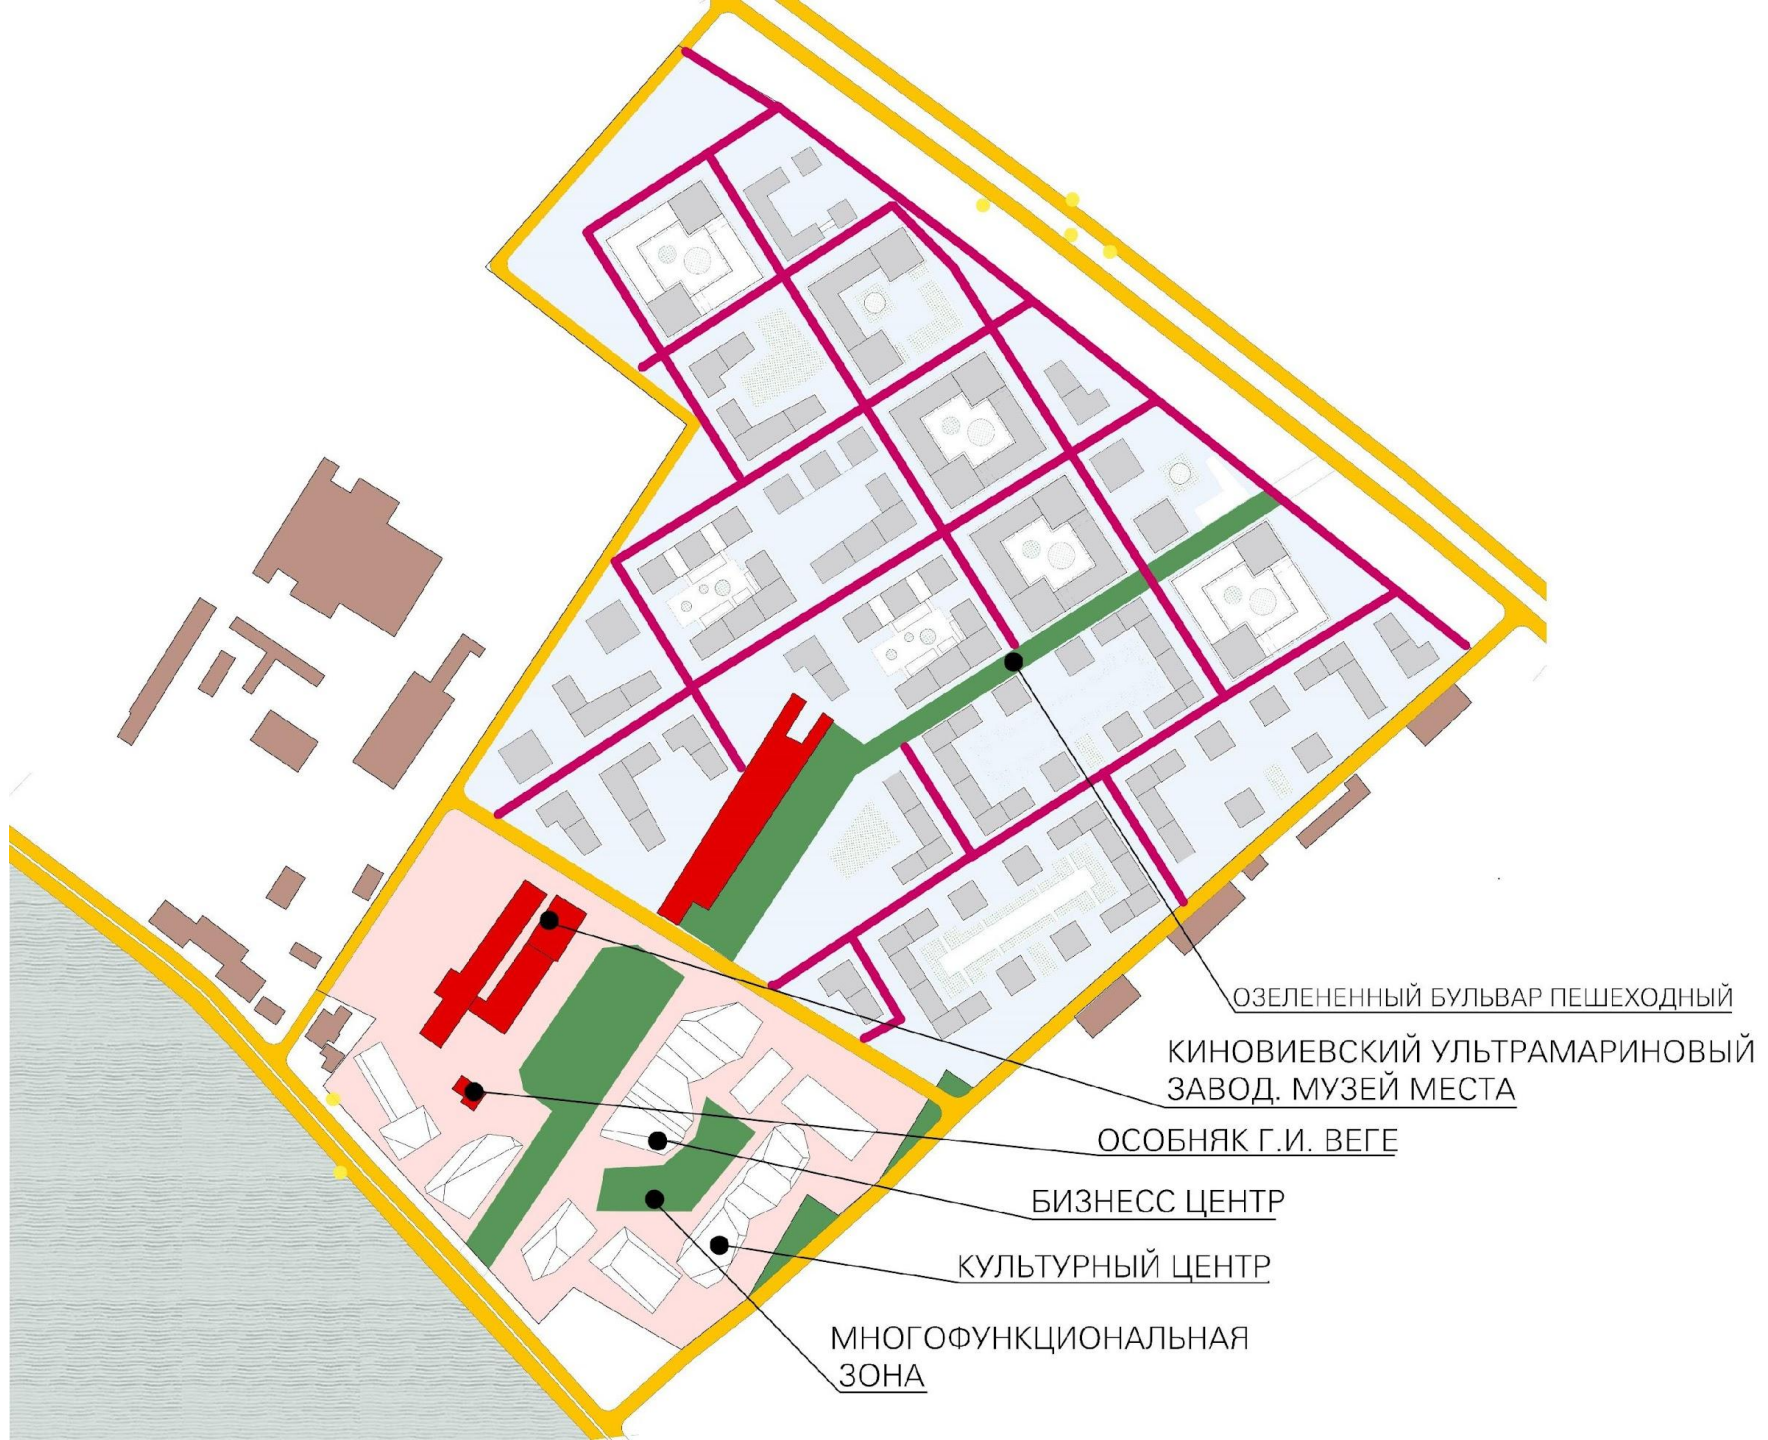 ОЗЕЛЕНЕННЫЙ БУЛЬВАР ПЕШЕХОДНЫЙ
КИНОВИЕВСКИЙ УЛЬТРАМАРИНОВЫЙ
ЗАВОД. МУЗЕЙ МЕСТА
ОСОБНЯК Г.И. ВЕГЕ
БИЗНЕСС ЦЕНТР
КУЛЬТУРНЫЙ ЦЕНТР
МНОГОФУНКЦИОНАЛЬНАЯ
ЗОНА